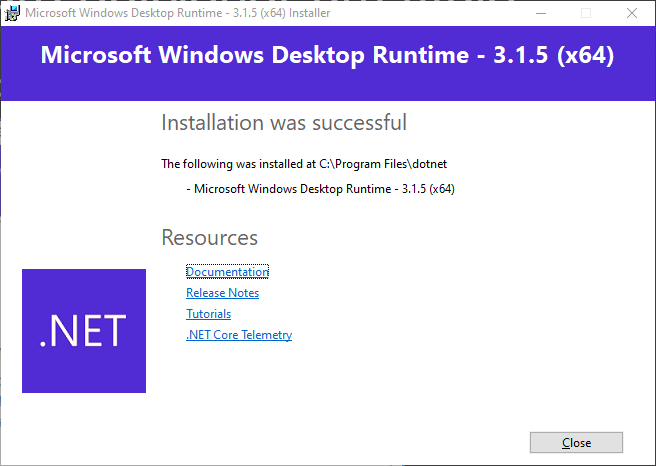 Microsoft Windows Desktop Runtime - 3.1.5 (x64) Installer
Microsoft Windows Desktop Runtime - 3.1.5 (x64)
Installation was successful
The following was installed at C:\Program Files\dotnet
- Microsoft Windows Desktop Runtime - 3.1.5 (x64)
Resources
Documentation
Release Notes
Tutorials
.NET Core Telemetry
.NET
Close